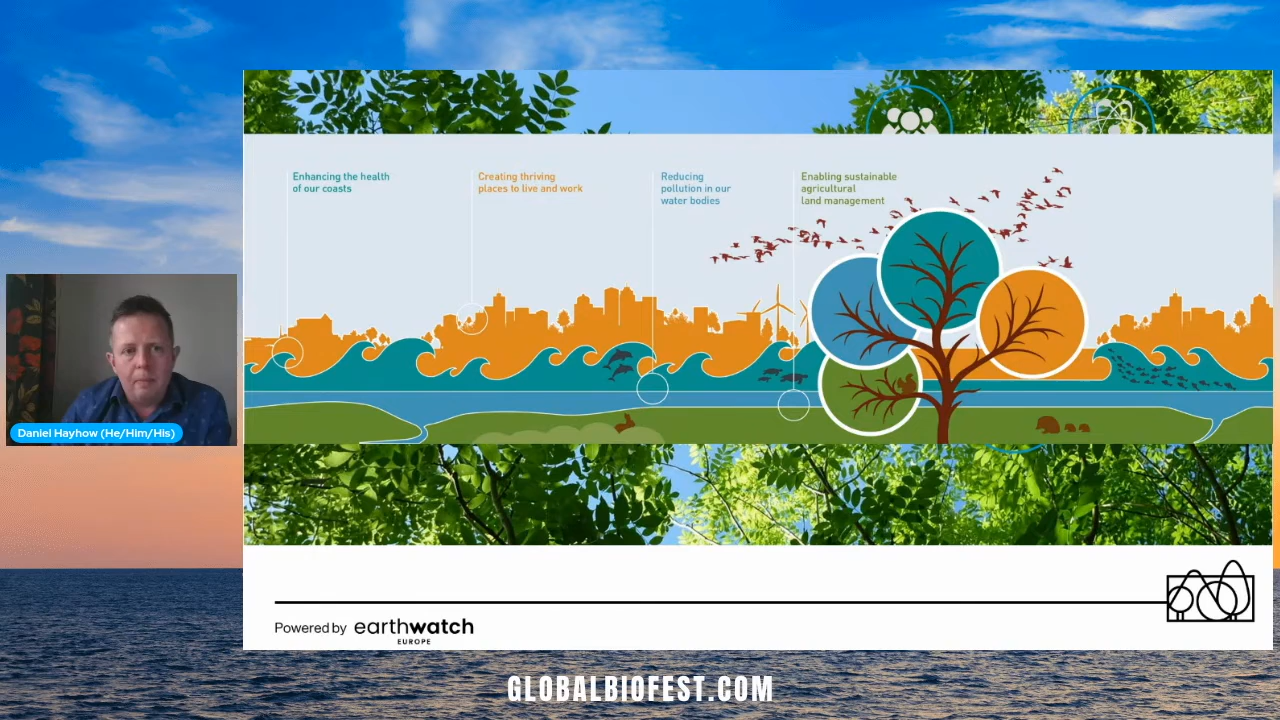 Enhancing the health
of our coasts
Creating thriving
places to live and work
Reducing
pollution in our
water bodies
Enabling sustainable
agricultural
land management
Daniel Hayhow (He/Him/His)
Powered by earthwatch
EUROPE
GLOBALBIOFEST.COM